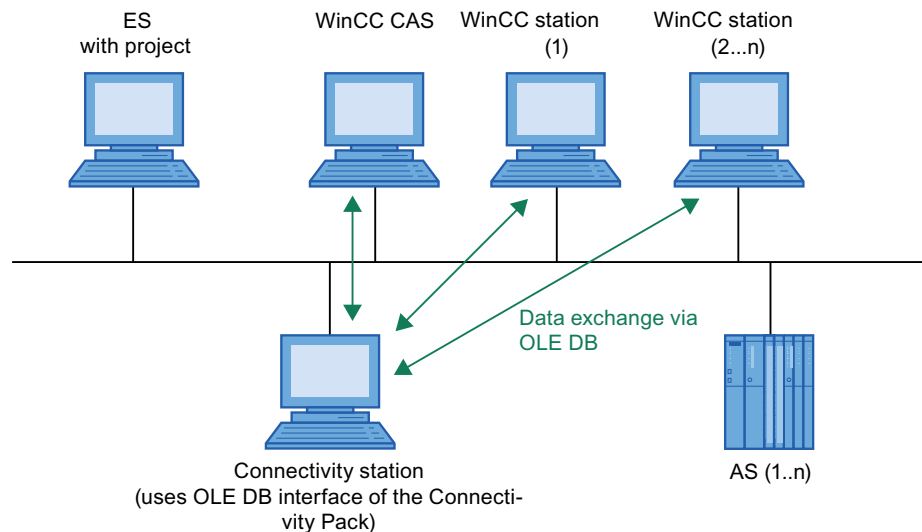 ES
with project
WinCC CAS
WinCC station
(1)
WinCC station
(2...n)
Data exchange via
OLE DB
Connectivity station
(uses OLE DB interface of the Connecti-
vity Pack)
AS (1..n)